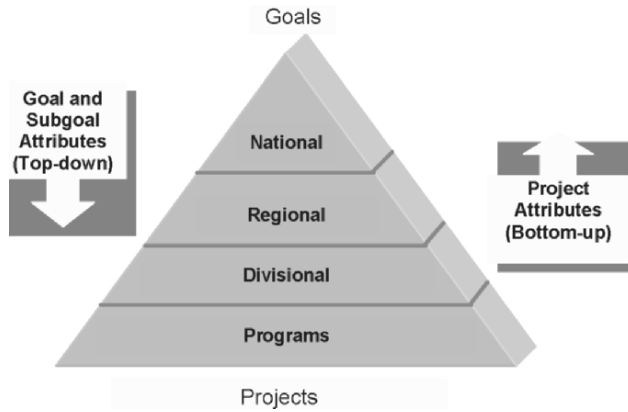 Goals
Goal and
Subgoal
Attributes
(Top-down)
National
Regional
Divisional
Programs
Project
Attributes
(Bottom-up)
Projects